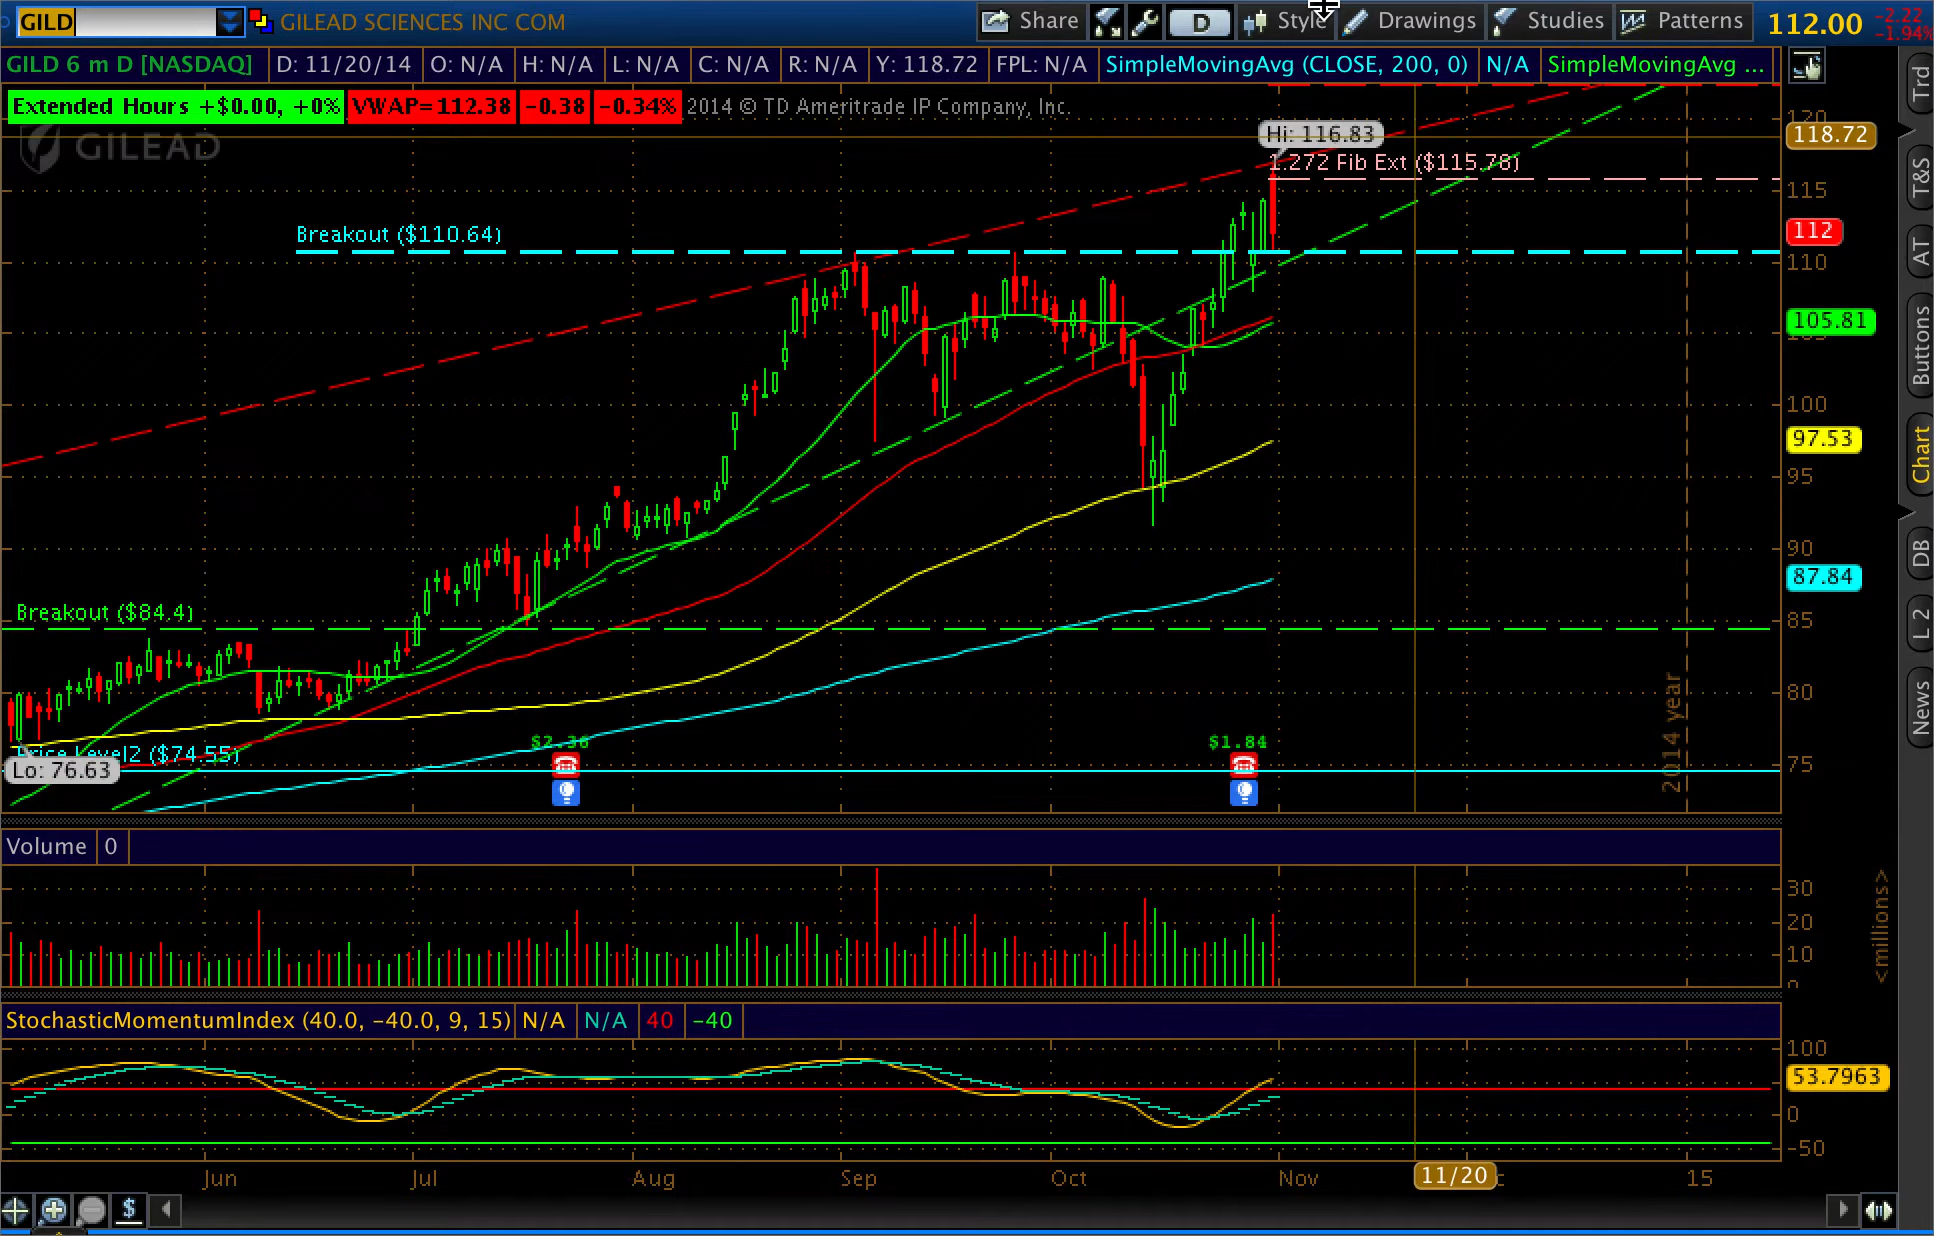 GILD GILEAD SCIENCES INC COM Share D Style Drawings Studies Patterns 112.00 -2.22
-1.94%
GILD 6 m D [NASDAQ] D: 11/20/14 O: N/A H: N/A L: N/A C: N/A R: N/A Y: 118.72 FPL: N/A SimpleMovingAvg (CLOSE, 200, 0) N/A SimpleMovingAvg ...
Extended Hours +$0.00, +0% VWAP=112.38 -0.38 -0.34% 2014 © TD Ameritrade IP Company, Inc.
GILEAD
Hi: 116.83
1.272 Fib Ext ($115.78)
Breakout ($110.64)
Breakout ($84.4)
Price Level2 ($74.55)
Lo: 76.63
$2.36
$1.84
2014 year
120
118.72
115
112
110
105.81
105
100
97.53
95
90
87.84
85
80
75
Trd
T&S
AT
Buttons
Chart
DB
L 2
News
Volume 0
30
20
10
0
<millions>
StochasticMomentumIndex (40.0, -40.0, 9, 15) N/A N/A 40 -40
100
53.7963
0
-50
Jun Jul Aug Sep Oct Nov 11/20 c 15
$